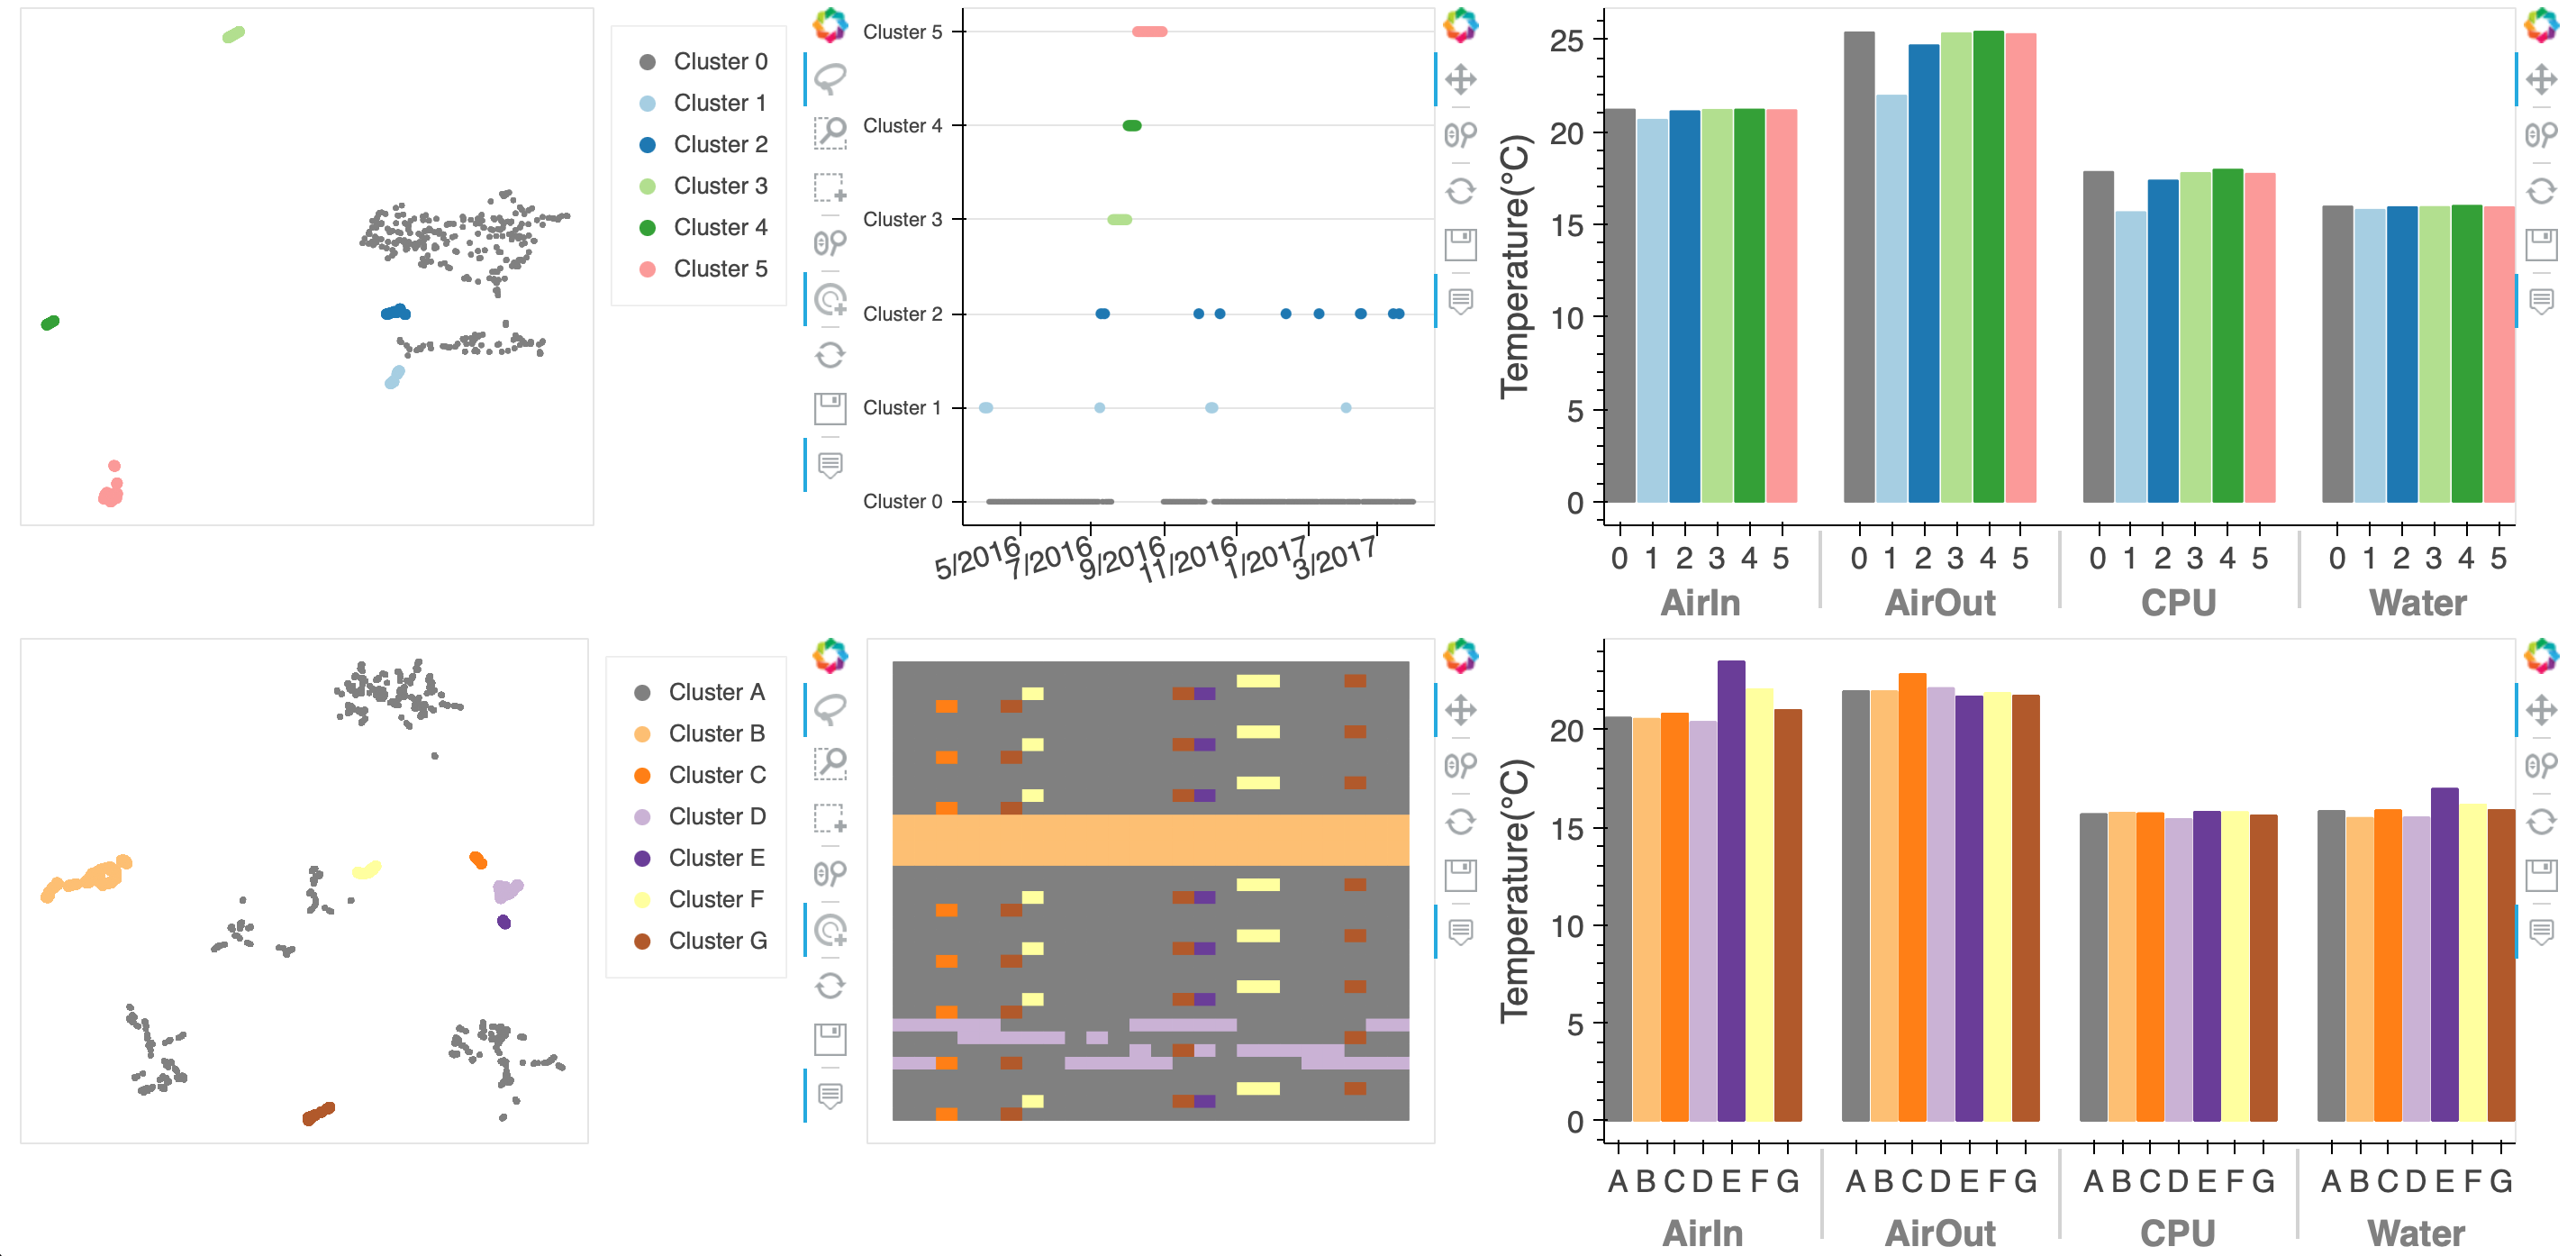 Cluster 0
Cluster 1
Cluster 2
Cluster 3
Cluster 4
Cluster 5
Cluster 5
Cluster 4
Cluster 3
Cluster 2
Cluster 1
Cluster 0
5/2016 7/2016 9/2016 11/2016 1/2017 3/2017
Temperature(°C)
25
20
15
10
5
0
0 1 2 3 4 5 0 1 2 3 4 5 0 1 2 3 4 5 0 1 2 3 4 5
AirIn AirOut CPU Water
Cluster A
Cluster B
Cluster C
Cluster D
Cluster E
Cluster F
Cluster G
Temperature(°C)
20
15
10
5
0
A B C D E F G A B C D E F G A B C D E F G A B C D E F G
AirIn AirOut CPU Water